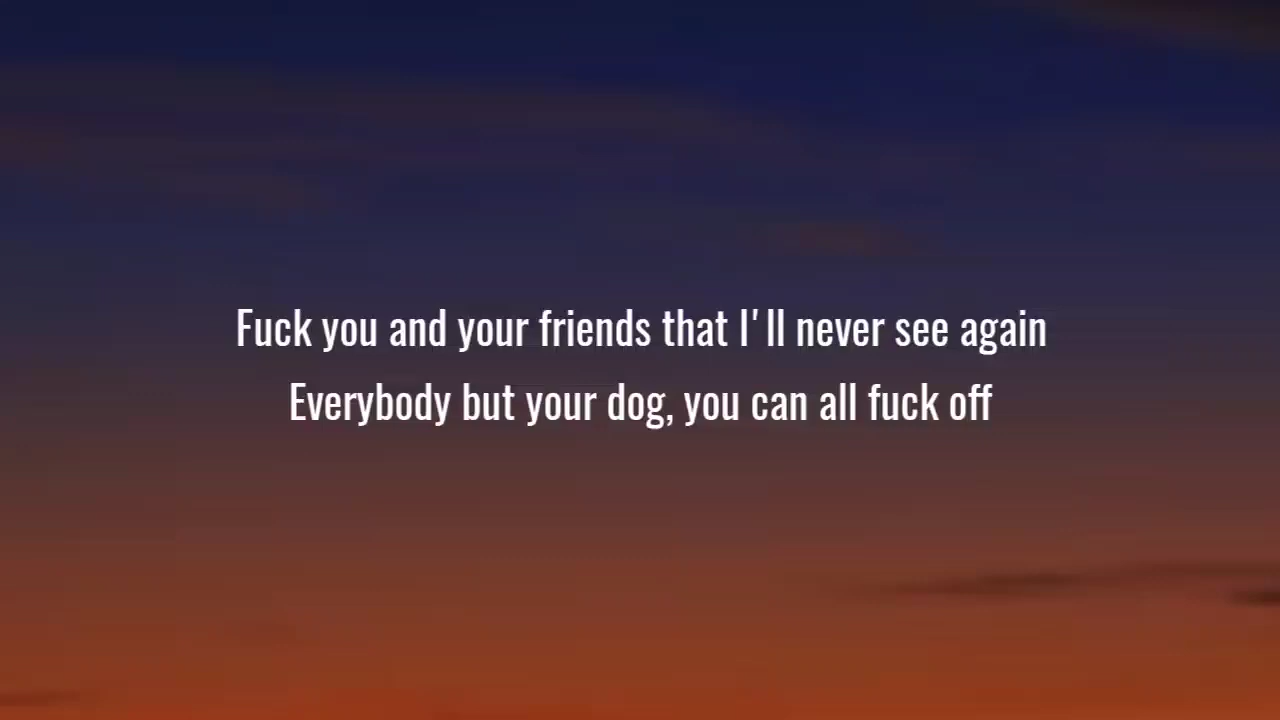 Fuck you and your friends that I'll never see again
Everybody but your dog, you can all fuck off